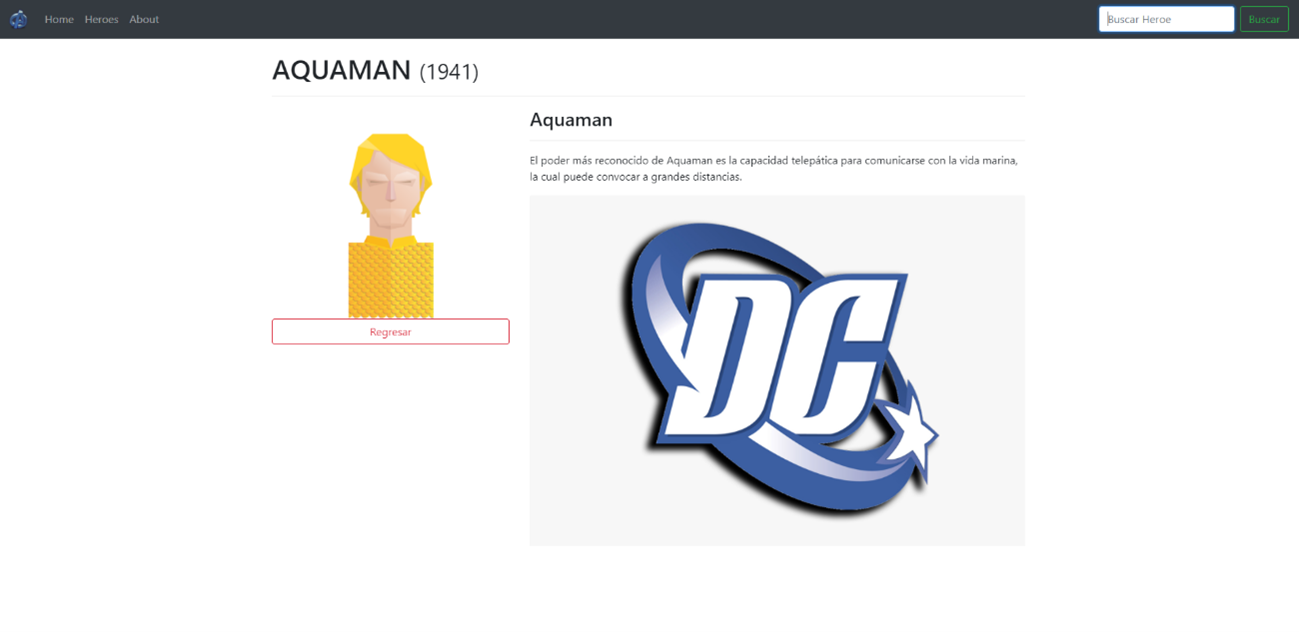 Home Heroes About Buscar Heroe Buscar
AQUAMAN (1941)
Aquaman
El poder más reconocido de Aquaman es la capacidad telepática para comunicarse con la vida marina,
la cual puede convocar a grandes distancias.
Regresar
DC